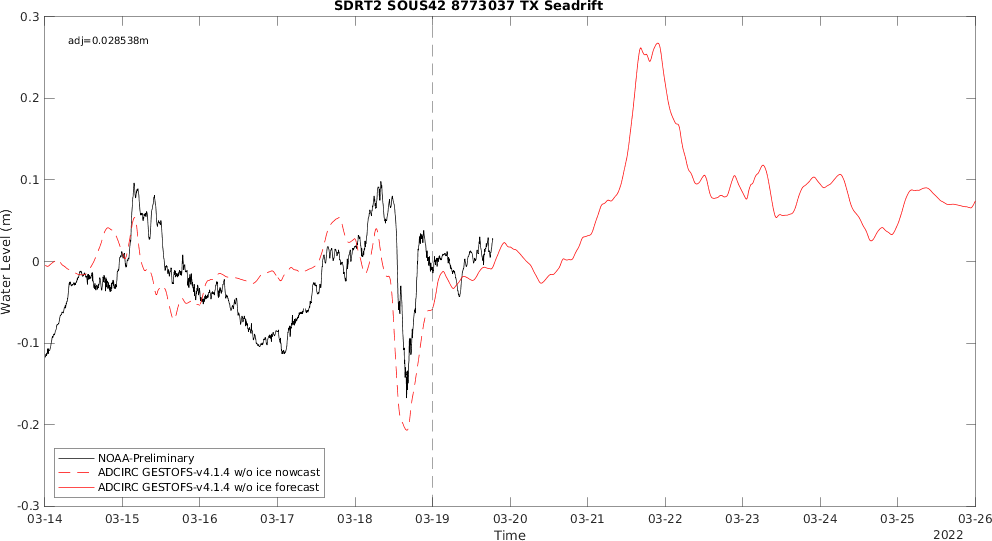 SDRT2 SOUS42 8773037 TX Seadrift
adj=0.028538m
0.3
0.2
0.1
0
-0.1
-0.2
-0.3
Water Level (m)
NOAA-Preliminary
ADCIRC GESTOFS-v4.1.4 w/o ice nowcast
ADCIRC GESTOFS-v4.1.4 w/o ice forecast
03-14 03-15 03-16 03-17 03-18 03-19 03-20 03-21 03-22 03-23 03-24 03-25 03-26
Time
2022